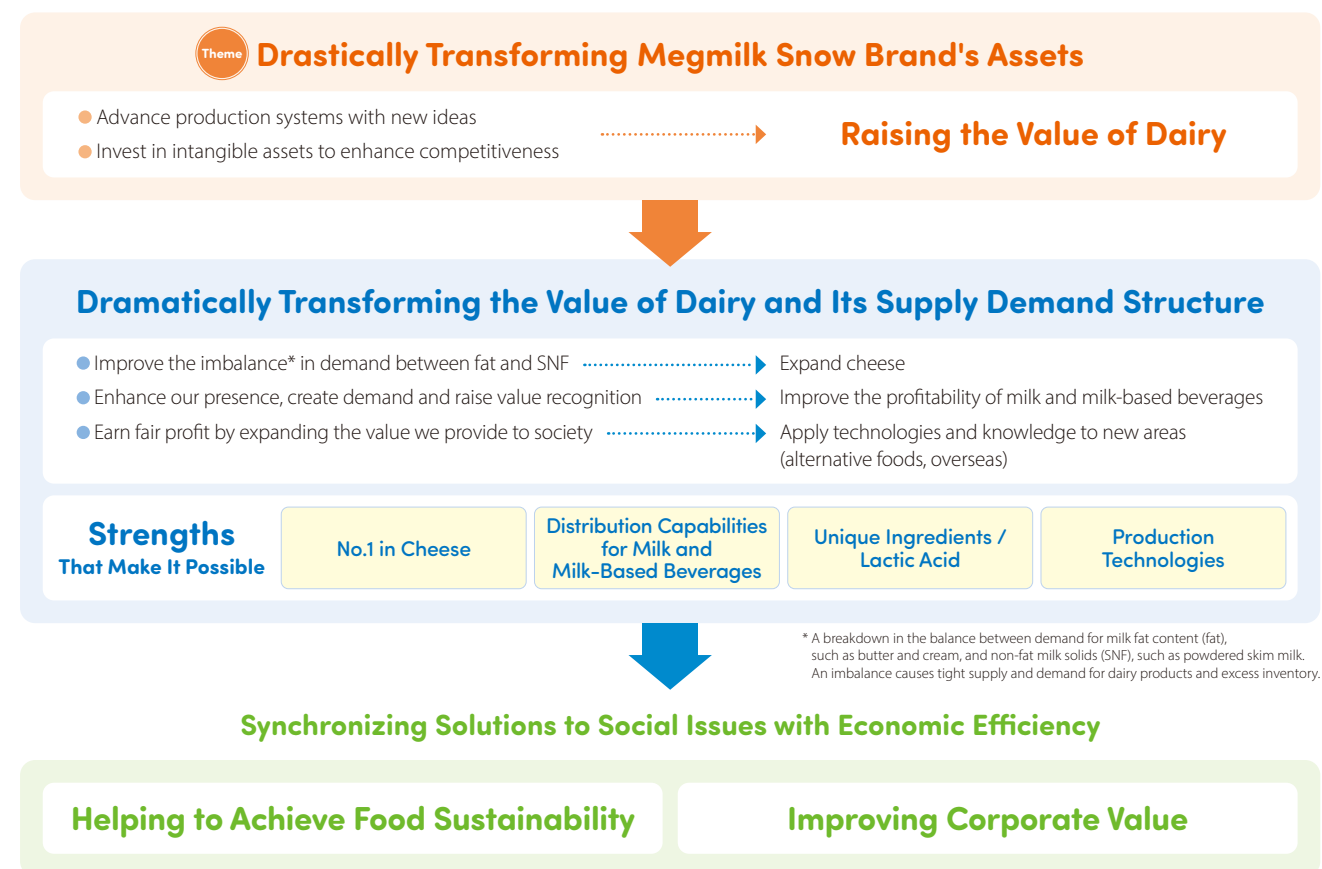 Theme
Drastically Transforming Megmilk Snow Brand's Assets
● Advance production systems with new ideas
● Invest in intangible assets to enhance competitiveness
Raising the Value of Dairy
Dramatically Transforming the Value of Dairy and Its Supply Demand Structure
● Improve the imbalance* in demand between fat and SNF
Expand cheese
● Enhance our presence, create demand and raise value recognition
Improve the profitability of milk and milk-based beverages
● Earn fair profit by expanding the value we provide to society
Apply technologies and knowledge to new areas
(alternative foods, overseas)
Strengths
That Make It Possible
No.1 in Cheese
Distribution Capabilities
for Milk and
Milk-Based Beverages
Unique Ingredients /
Lactic Acid
Production
Technologies
* A breakdown in the balance between demand for milk fat content (fat),
such as butter and cream, and non-fat milk solids (SNF), such as powdered skim milk.
An imbalance causes tight supply and demand for dairy products and excess inventory.
Synchronizing Solutions to Social Issues with Economic Efficiency
Helping to Achieve Food Sustainability
Improving Corporate Value